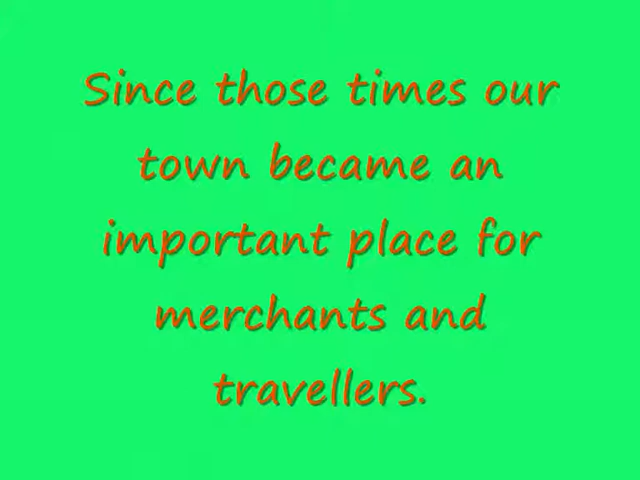 Since those times our
town became an
important place for
merchants and
travellers.